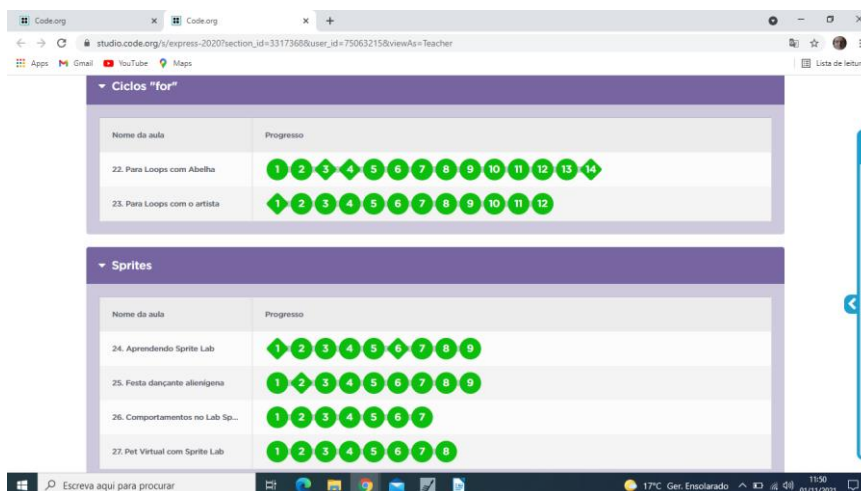 Code.org
Code.org
studio.code.org/s/express-2020?section_id=3317368&user_id=75063215&viewAs=Teacher
Apps
Gmail
YouTube
Maps
Lista de leitur
Ciclos "for"
Nome da aula
Progresso
22. Para Loops com Abelha
1 2 3 4 5 6 7 8 9 10 11 12 13 14
23. Para Loops com o artista
1 2 3 4 5 6 7 8 9 10 11 12
Sprites
Nome da aula
Progresso
24. Aprendendo Sprite Lab
1 2 3 4 5 6 7 8 9
25. Festa dançante alienígena
1 2 3 4 5 6 7 8 9
26. Comportamentos no Lab Sp...
1 2 3 4 5 6 7
27. Pet Virtual com Sprite Lab
1 2 3 4 5 6 7 8
Escreva aqui para procurar
17°C Ger. Ensolarado
11:50
01/11/2021